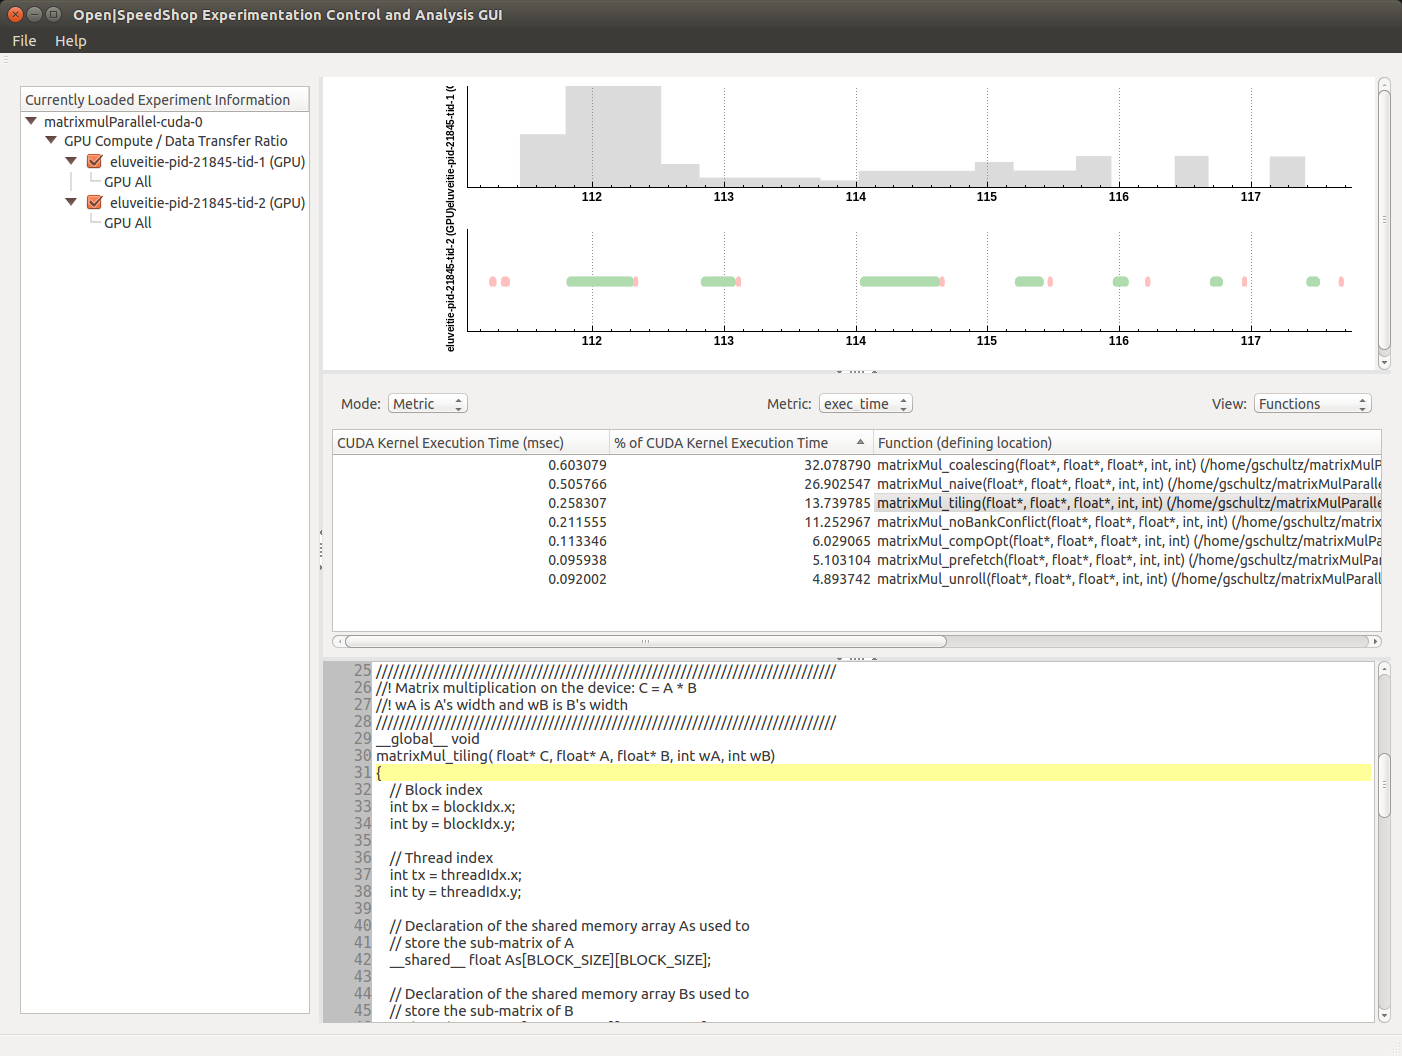 Open|SpeedShop Experimentation Control and Analysis GUI
File Help
Currently Loaded Experiment Information
matrixmulParallel-cuda-0
GPU Compute / Data Transfer Ratio
eluveitie-pid-21845-tid-1 (GPU)
GPU All
eluveitie-pid-21845-tid-2 (GPU)
GPU All
eluveitie-pid-21845-tid-1 (
112 113 114 115 116 117
eluveitie-pid-21845-tid-2 (GPU)
112 113 114 115 116 117
Mode: Metric Metric: exec_time View: Functions
CUDA Kernel Execution Time (msec) % of CUDA Kernel Execution Time Function (defining location)
0.603079 32.078790 matrixMul_coalescing(float*, float*, float*, int, int) (/home/gschultz/matrixMulP
0.505766 26.902547 matrixMul_naive(float*, float*, float*, int, int) (/home/gschultz/matrixMulParalle
0.258307 13.739785 matrixMul_tiling(float*, float*, float*, int, int) (/home/gschultz/matrixMulParalle
0.211555 11.252967 matrixMul_noBankConflict(float*, float*, float*, int, int) (/home/gschultz/matrix
0.113346 6.029065 matrixMul_compOpt(float*, float*, float*, int, int) (/home/gschultz/matrixMulPa
0.095938 5.103104 matrixMul_prefetch(float*, float*, float*, int, int) (/home/gschultz/matrixMulPar
0.092002 4.893742 matrixMul_unroll(float*, float*, float*, int, int) (/home/gschultz/matrixMulParall
25 ////////////////////////////////////////////////////////////////////////////////
26 //! Matrix multiplication on the device: C = A * B
27 //! wA is A's width and wB is B's width
28 ////////////////////////////////////////////////////////////////////////////////
29 __global__ void
30 matrixMul_tiling( float* C, float* A, float* B, int wA, int wB)
31 {
32 // Block index
33 int bx = blockIdx.x;
34 int by = blockIdx.y;
35
36 // Thread index
37 int tx = threadIdx.x;
38 int ty = threadIdx.y;
39
40 // Declaration of the shared memory array As used to
41 // store the sub-matrix of A
42 __shared__ float As[BLOCK_SIZE][BLOCK_SIZE];
43
44 // Declaration of the shared memory array Bs used to
45 // store the sub-matrix of B